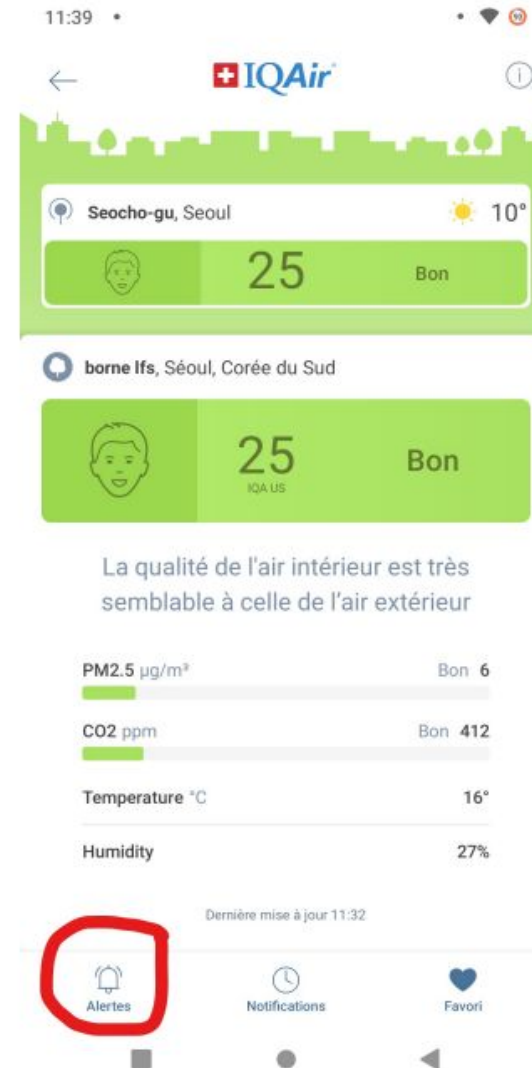 11:39
IQAir
Seocho-gu, Seoul
10°
25
Bon
borne lfs, Séoul, Corée du Sud
25
IQA US
Bon
La qualité de l'air intérieur est très
semblable à celle de l'air extérieur
PM2.5 µg/m³ Bon 6
CO2 ppm Bon 412
Temperature °C 16°
Humidity 27%
Dernière mise à jour 11:32
Alertes Notifications Favori